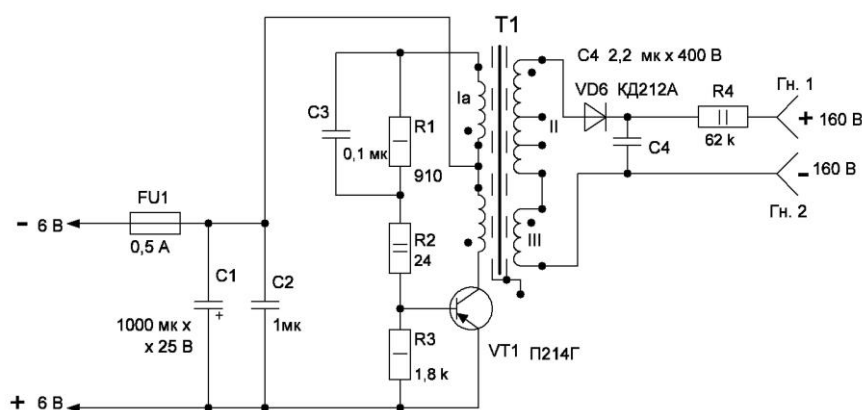 T1
C4 2,2 мк х 400 В
VD6 КД212А
R4
Гн. 1
+ 160 В
62 k
C4
- 160 В
Гн. 2
Iа
II
III
C3
0,1 мк
R1
910
FU1
- 6 В
0,5 А
R2
24
C1
+
1000 мк х
х 25 В
C2
1мк
R3
1,8 k
VT1 П214Г
+ 6 В